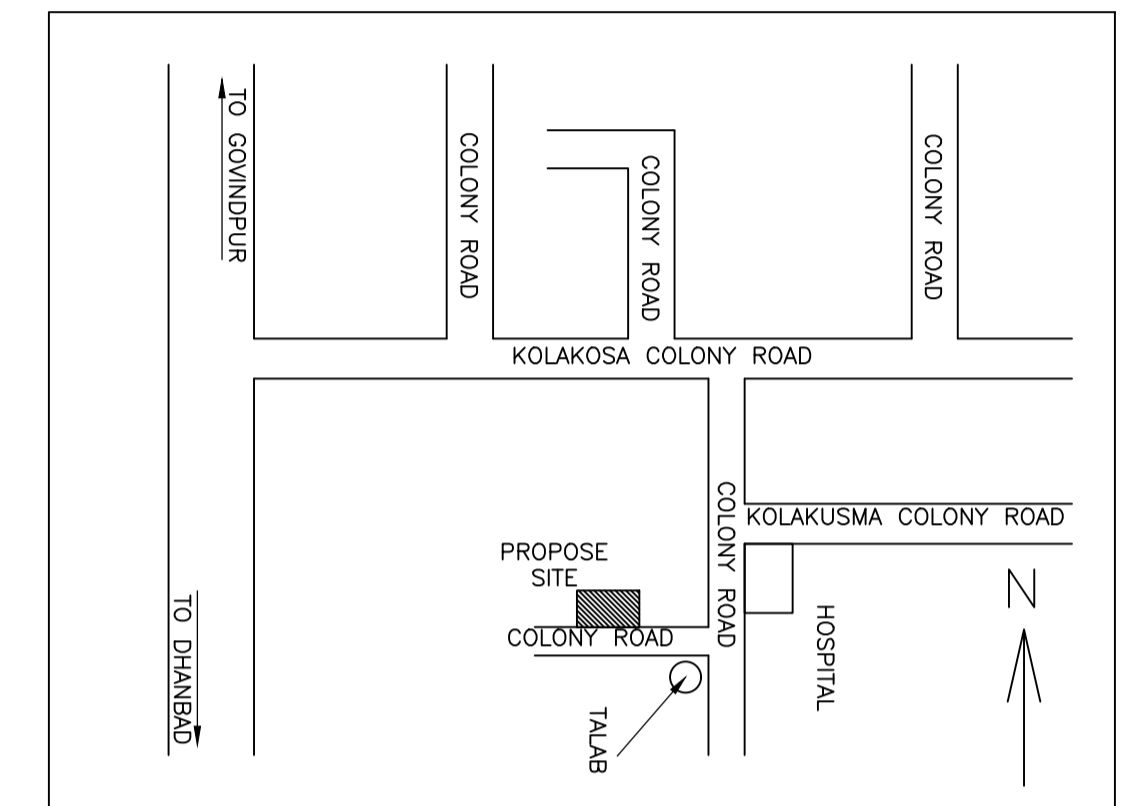 TO GOVINDPUR
COLONY ROAD
COLONY ROAD
COLONY ROAD
KOLAKOSA COLONY ROAD
COLONY ROAD
KOLAKUSMA COLONY ROAD
PROPOSE
SITE
COLONY ROAD
HOSPITAL
N
TO DHANBAD
TALAB